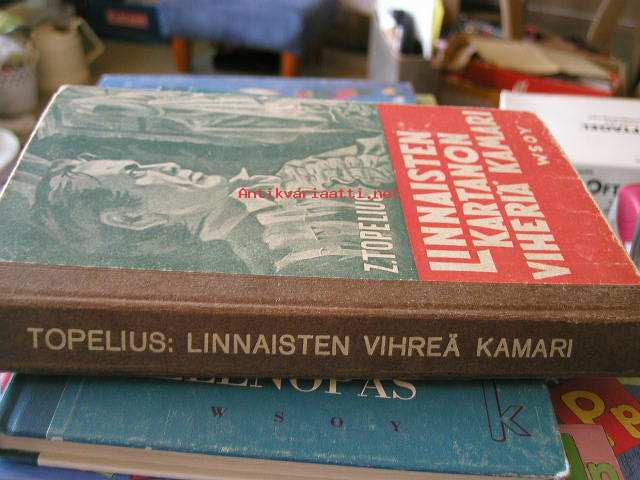 Z.TOPELIUS
LINNAISTEN
KARTANON
VIHERIÄ KAMARI
WSOY
Antikvariaatti.net
TOPELIUS: LINNAISTEN VIHREÄ KAMARI
WSOY
k